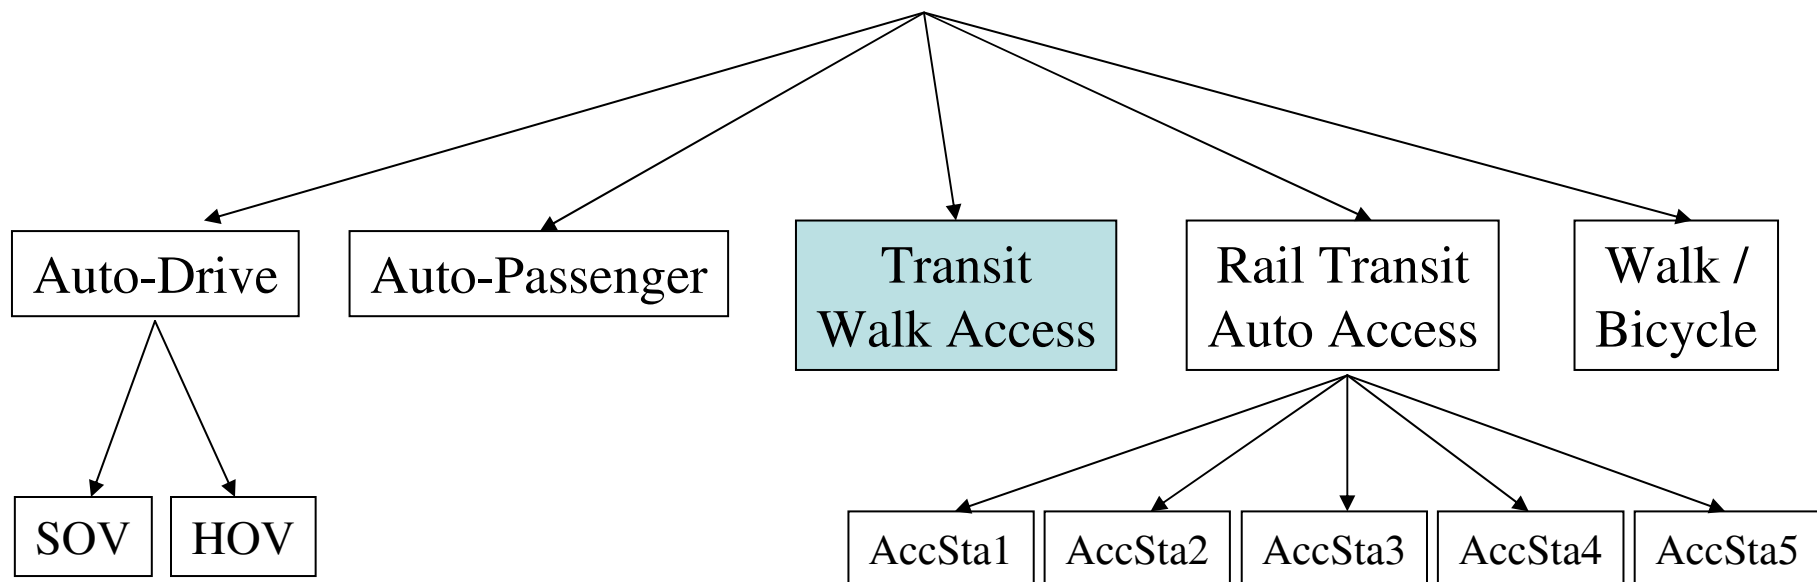 Auto-Drive
Auto-Passenger
Transit
Walk Access
Rail Transit
Auto Access
Walk /
Bicycle
SOV
HOV
AccSta1
AccSta2
AccSta3
AccSta4
AccSta5